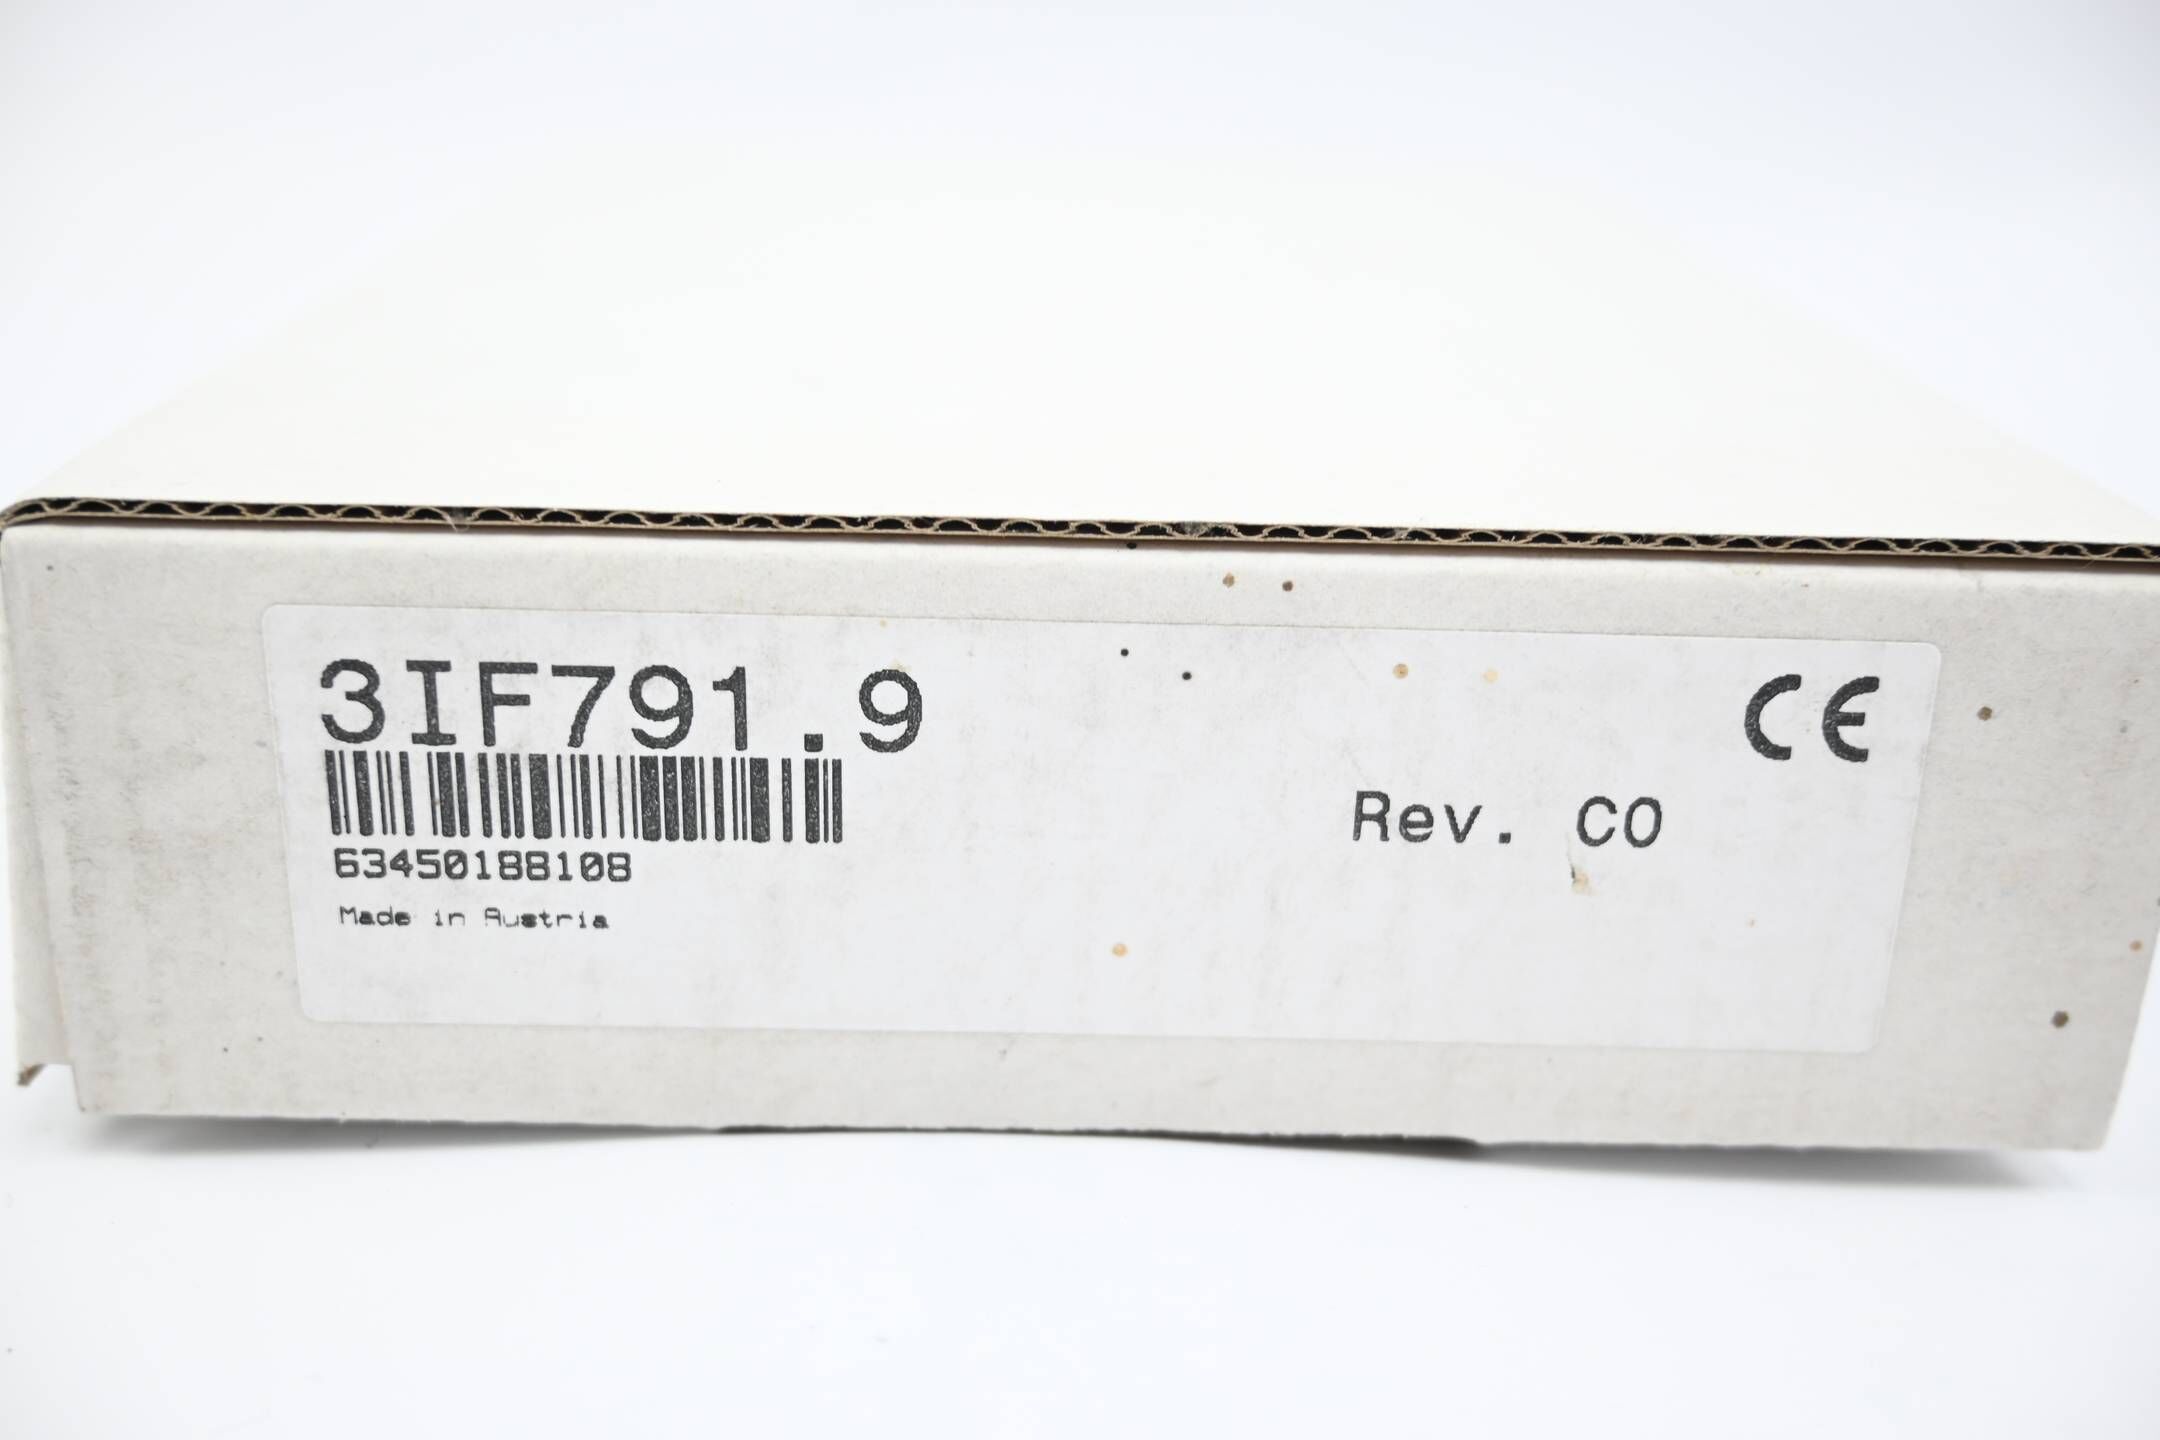 3IF791.9
CE
Rev. C0
63450188108
Made in Austria